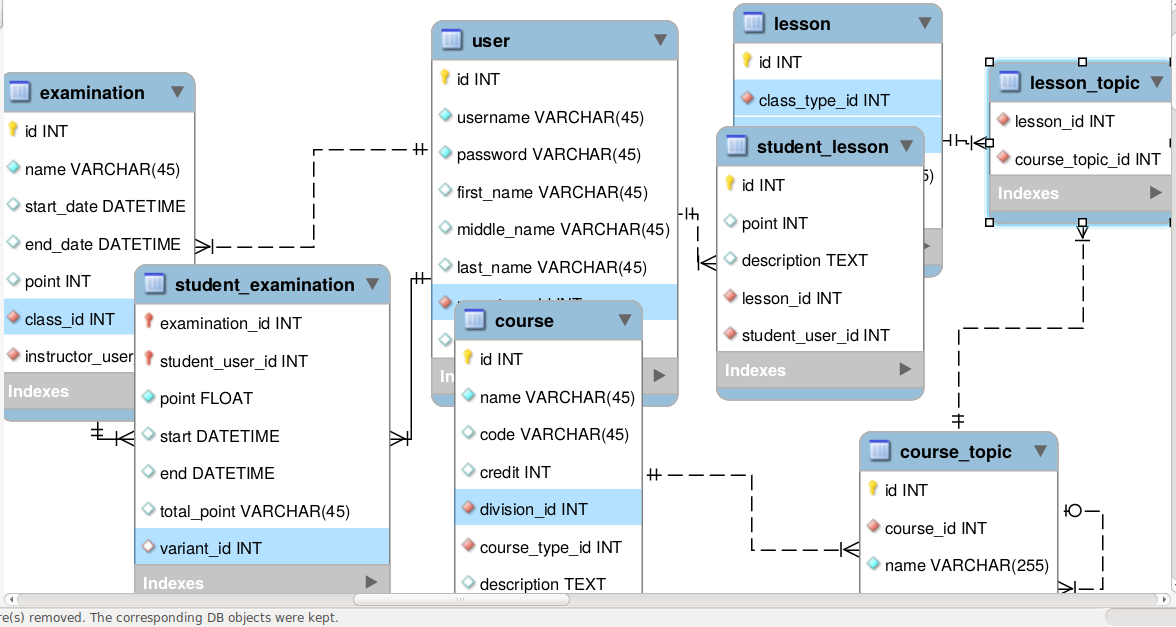 examination
id INT
name VARCHAR(45)
start_date DATETIME
end_date DATETIME
point INT
class_id INT
instructor_user
Indexes
student_examination
examination_id INT
student_user_id INT
point FLOAT
start DATETIME
end DATETIME
total_point VARCHAR(45)
variant_id INT
Indexes
user
id INT
username VARCHAR(45)
password VARCHAR(45)
first_name VARCHAR(45)
middle_name VARCHAR(45)
last_name VARCHAR(45)
In
course
id INT
name VARCHAR(45)
code VARCHAR(45)
credit INT
division_id INT
course_type_id INT
description TEXT
lesson
id INT
class_type_id INT
5)
student_lesson
id INT
point INT
description TEXT
lesson_id INT
student_user_id INT
Indexes
lesson_topic
lesson_id INT
course_topic_id INT
Indexes
course_topic
id INT
course_id INT
name VARCHAR(255)
re(s) removed. The corresponding DB objects were kept.